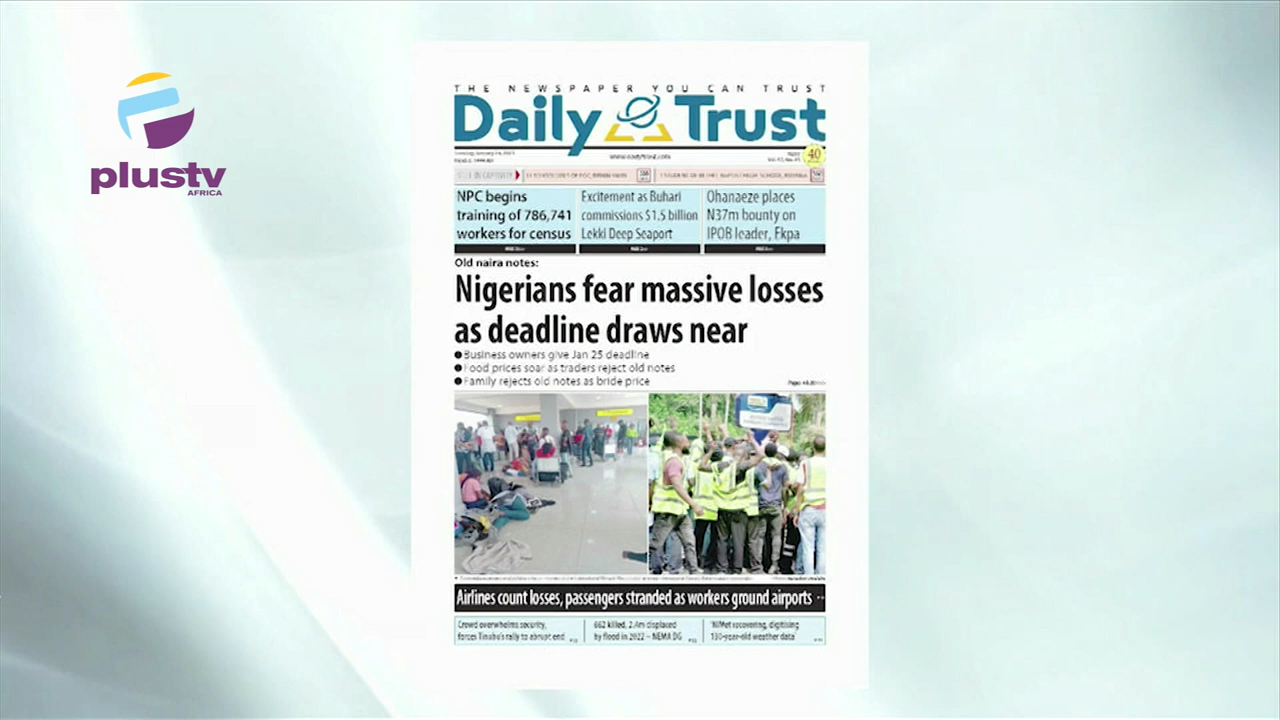 plustv
AFRICA
THE NEWSPAPER YOU CAN TRUST
Daily Trust
www.dailytrust.com
40
NPC begins
training of 786,741
workers for census
Excitement as Buhari
commissions $1.5 billion
Lekki Deep Seaport
Ohanaeze places
N37m bounty on
IPOB leader, Ekpa
Old naira notes:
Nigerians fear massive losses
as deadline draws near
Business owners give Jan 25 deadline
Food prices soar as traders reject old notes
Family rejects old notes as bride price
Airlines count losses, passengers stranded as workers ground airports
Crowd overwhelms security,
forces Tinubu's rally to abrupt end
662 killed, 2.4m displaced
by flood in 2022 – NEMA DG
'NiMet recovering, digitising
130-year-old weather data'